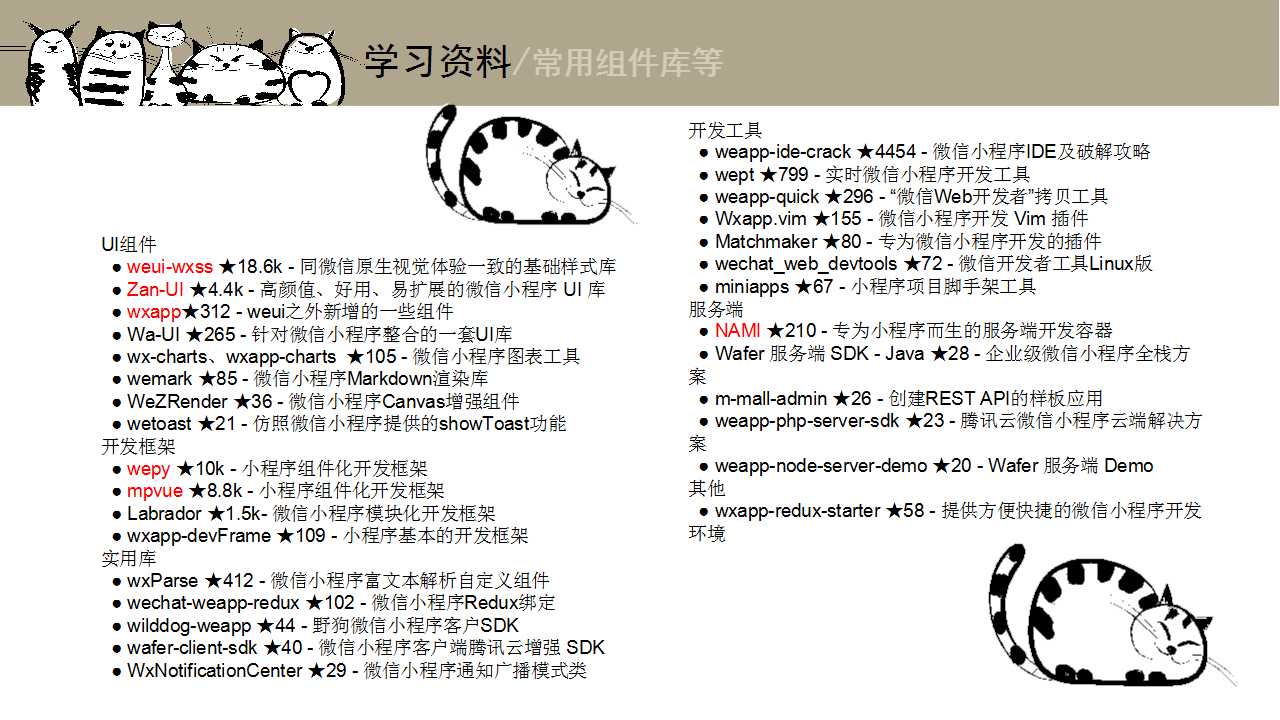 学习资料/常用组件库等
UI组件
● weui-wxss ★18.6k - 同微信原生视觉体验一致的基础样式库
● Zan-UI ★4.4k - 高颜值、好用、易扩展的微信小程序 UI 库
● wxapp★312 - weui之外新增的一些组件
● Wa-UI ★265 - 针对微信小程序整合的一套UI库
● wx-charts、wxapp-charts ★105 - 微信小程序图表工具
● wemark ★85 - 微信小程序Markdown渲染库
● WeZRender ★36 - 微信小程序Canvas增强组件
● wetoast ★21 - 仿照微信小程序提供的showToast功能
开发框架
● wepy ★10k - 小程序组件化开发框架
● mpvue ★8.8k - 小程序组件化开发框架
● Labrador ★1.5k- 微信小程序模块化开发框架
● wxapp-devFrame ★109 - 小程序基本的开发框架
实用库
● wxParse ★412 - 微信小程序富文本解析自定义组件
● wechat-weapp-redux ★102 - 微信小程序Redux绑定
● wilddog-weapp ★44 - 野狗微信小程序客户SDK
● wafer-client-sdk ★40 - 微信小程序客户端腾讯云增强 SDK
● WxNotificationCenter ★29 - 微信小程序通知广播模式类
开发工具
● weapp-ide-crack ★4454 - 微信小程序IDE及破解攻略
● wept ★799 - 实时微信小程序开发工具
● weapp-quick ★296 - “微信Web开发者”拷贝工具
● Wxapp.vim ★155 - 微信小程序开发 Vim 插件
● Matchmaker ★80 - 专为微信小程序开发的插件
● wechat_web_devtools ★72 - 微信开发者工具Linux版
● miniapps ★67 - 小程序项目脚手架工具
服务端
● NAMI ★210 - 专为小程序而生的服务端开发容器
● Wafer 服务端 SDK - Java ★28 - 企业级微信小程序全栈方
案
● m-mall-admin ★26 - 创建REST API的样板应用
● weapp-php-server-sdk ★23 - 腾讯云微信小程序云端解决方
案
● weapp-node-server-demo ★20 - Wafer 服务端 Demo
其他
● wxapp-redux-starter ★58 - 提供方便快捷的微信小程序开发
环境